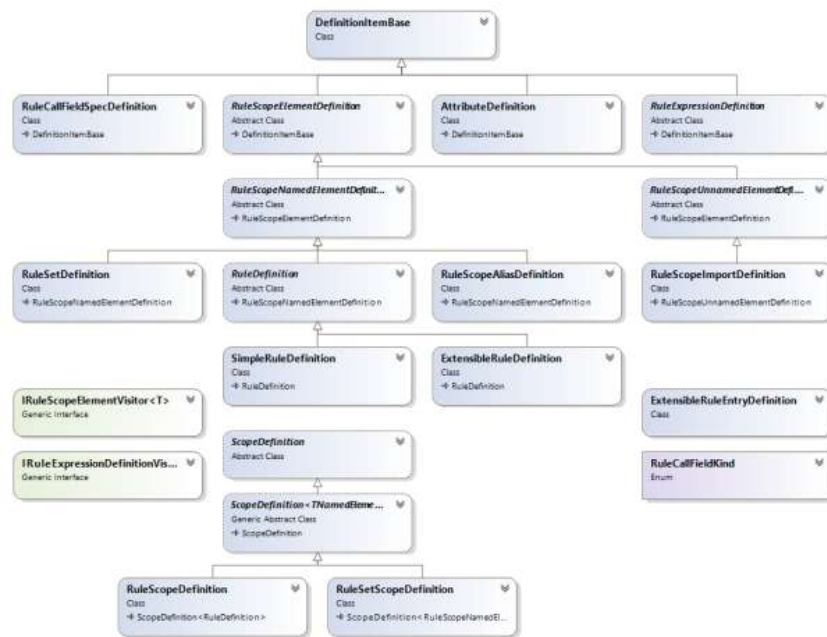 DefinitionItemBase
Class
RuleCallFieldSpecDefinition
Class
DefinitionItemBase
RuleScopeElementDefinition
Abstract Class
DefinitionItemBase
AttributeDefinition
Class
DefinitionItemBase
RuleExpressionDefinition
Abstract Class
DefinitionItemBase
RuleScopeNamedElementDefinit...
Abstract Class
RuleScopeElementDefinition
RuleScopeUnnamedElementDefi...
Abstract Class
RuleScopeElementDefinition
RuleSetDefinition
Class
RuleScopeNamedElementDefinition
RuleDefinition
Abstract Class
RuleScopeNamedElementDefinition
RuleScopeAliasDefinition
Class
RuleScopeNamedElementDefinition
RuleScopeImportDefinition
Class
RuleScopeUnnamedElementDefinition
SimpleRuleDefinition
Class
RuleDefinition
ExtensibleRuleDefinition
Class
RuleDefinition
IRuleScopeElementVisitor<T>
Generic Interface
ExtensibleRuleEntryDefinition
Class
ScopeDefinition
Abstract Class
IRuleExpressionDefinitionVis...
Generic Interface
RuleCallFieldKind
Enum
ScopeDefinition<TNamedEleme...
Generic Abstract Class
ScopeDefinition
RuleScopeDefinition
Class
ScopeDefinition<RuleDefinition>
RuleSetScopeDefinition
Class
ScopeDefinition<RuleScopeNamedEl...